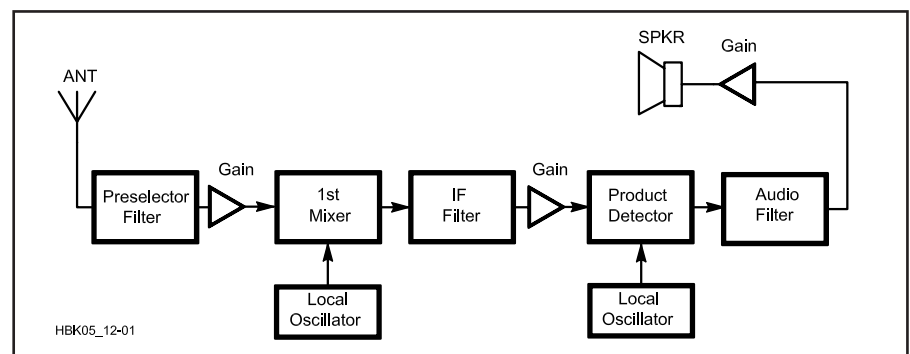 SPKR
Gain
ANT
Gain
Gain
Preselector
Filter
1st
Mixer
IF
Filter
Product
Detector
Audio
Filter
Local
Oscillator
Local
Oscillator
HBK05_12-01